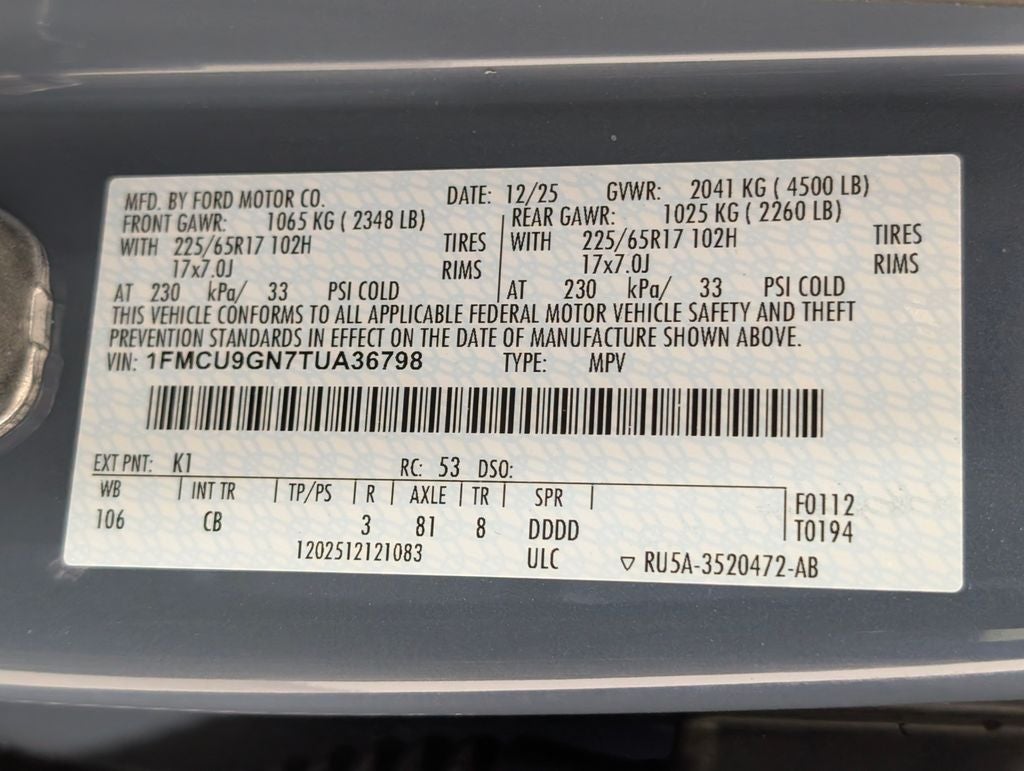 MFD. BY FORD MOTOR CO. DATE: 12/25 GVWR: 2041 KG ( 4500 LB)
FRONT GAWR: 1065 KG ( 2348 LB) REAR GAWR: 1025 KG ( 2260 LB)
WITH 225/65R17 102H TIRES WITH 225/65R17 102H TIRES
17x7.0J RIMS 17x7.0J RIMS
AT 230 kPa/ 33 PSI COLD AT 230 kPa/ 33 PSI COLD
THIS VEHICLE CONFORMS TO ALL APPLICABLE FEDERAL MOTOR VEHICLE SAFETY AND THEFT
PREVENTION STANDARDS IN EFFECT ON THE DATE OF MANUFACTURE SHOWN ABOVE.
VIN: 1FMCU9GN7TUA36798 TYPE: MPV
EXT PNT: K1 RC: 53 DSO:
WB INT TR TP/PS R AXLE TR SPR F0112
106 CB 3 81 8 DDDD T0194
1202512121083 ULC ▽ RU5A-3520472-AB